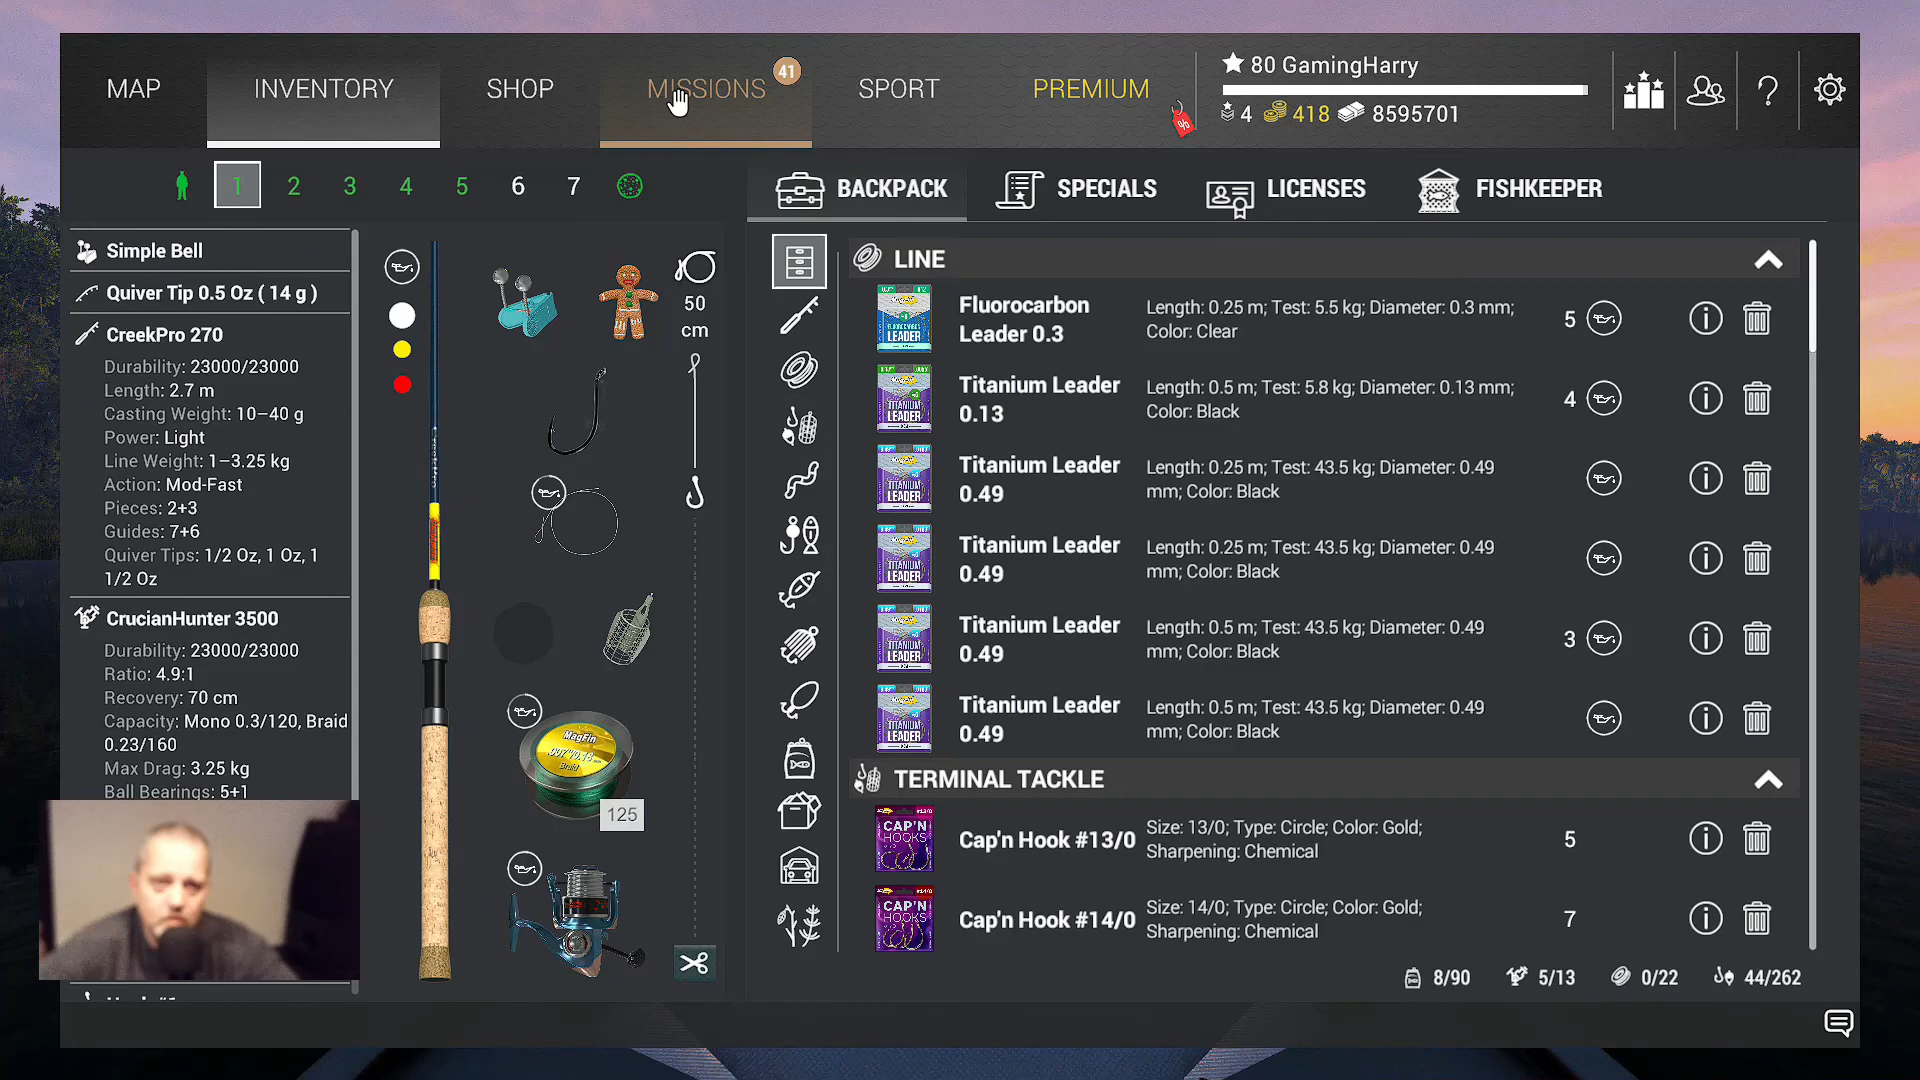 MAP
INVENTORY
SHOP
MISSIONS
41
SPORT
PREMIUM
%
80 GamingHarry
4 418 8595701
1 2 3 4 5 6 7
BACKPACK
SPECIALS
LICENSES
FISHKEEPER
Simple Bell
Quiver Tip 0.5 Oz ( 14 g )
CreekPro 270
Durability: 23000/23000
Length: 2.7 m
Casting Weight: 10–40 g
Power: Light
Line Weight: 1–3.25 kg
Action: Mod-Fast
Pieces: 2+3
Guides: 7+6
Quiver Tips: 1/2 Oz, 1 Oz, 1
1/2 Oz
CrucianHunter 3500
Durability: 23000/23000
Ratio: 4.9:1
Recovery: 70 cm
Capacity: Mono 0.3/120, Braid
0.23/160
Max Drag: 3.25 kg
Ball Bearings: 5+1
50
cm
MagFin
Braid
125
LINE
Fluorocarbon
Leader 0.3
Length: 0.25 m; Test: 5.5 kg; Diameter: 0.3 mm;
Color: Clear
5
Titanium Leader
0.13
Length: 0.5 m; Test: 5.8 kg; Diameter: 0.13 mm;
Color: Black
4
Titanium Leader
0.49
Length: 0.25 m; Test: 43.5 kg; Diameter: 0.49
mm; Color: Black
Titanium Leader
0.49
Length: 0.25 m; Test: 43.5 kg; Diameter: 0.49
mm; Color: Black
Titanium Leader
0.49
Length: 0.5 m; Test: 43.5 kg; Diameter: 0.49
mm; Color: Black
3
Titanium Leader
0.49
Length: 0.5 m; Test: 43.5 kg; Diameter: 0.49
mm; Color: Black
TERMINAL TACKLE
CAP'N
HOOKS
Cap'n Hook #13/0
Size: 13/0; Type: Circle; Color: Gold;
Sharpening: Chemical
5
CAP'N
HOOKS
Cap'n Hook #14/0
Size: 14/0; Type: Circle; Color: Gold;
Sharpening: Chemical
7
8/90 5/13 0/22 44/262